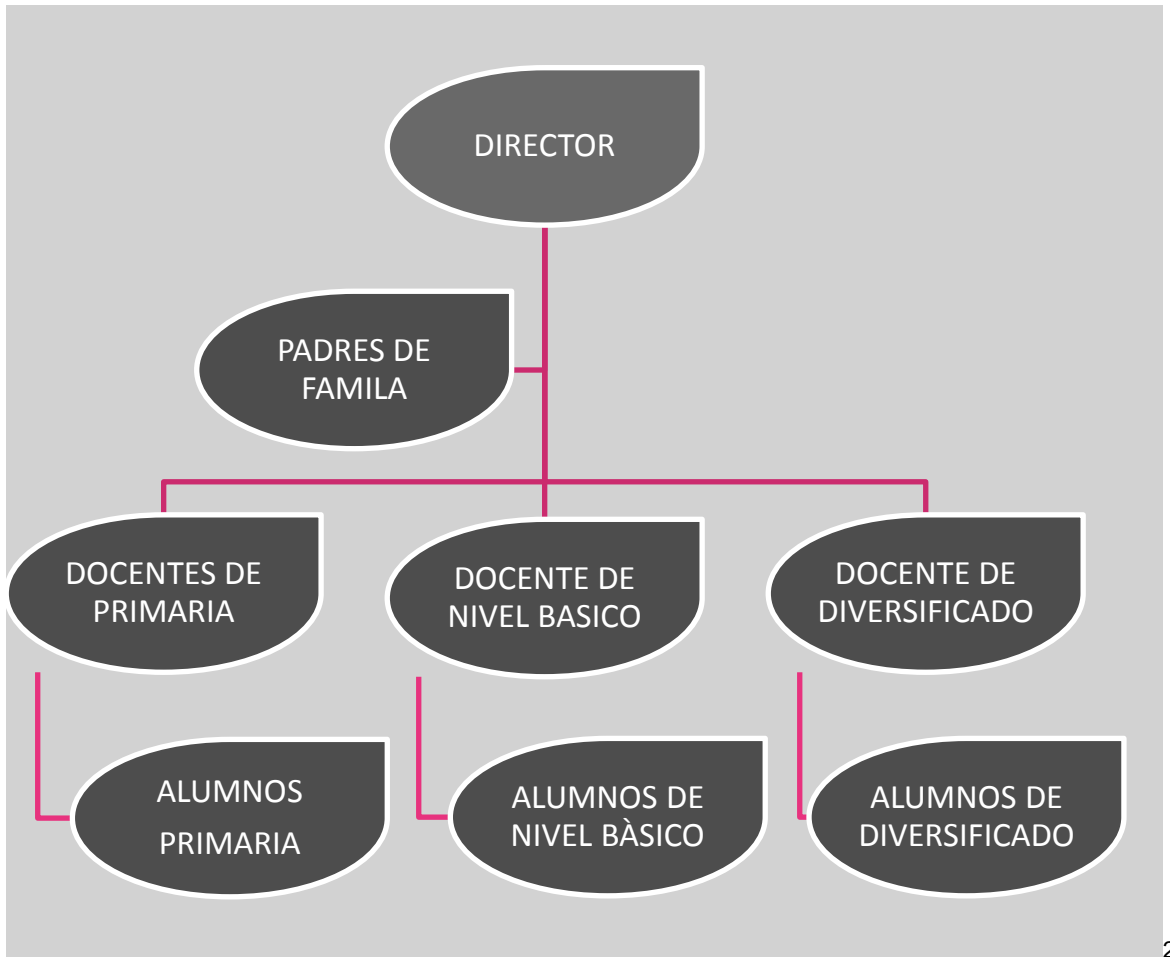 DIRECTOR
PADRES DE
FAMILA
DOCENTES DE
PRIMARIA
DOCENTE DE
NIVEL BASICO
DOCENTE DE
DIVERSIFICADO
ALUMNOS
PRIMARIA
ALUMNOS DE
NIVEL BÀSICO
ALUMNOS DE
DIVERSIFICADO
2